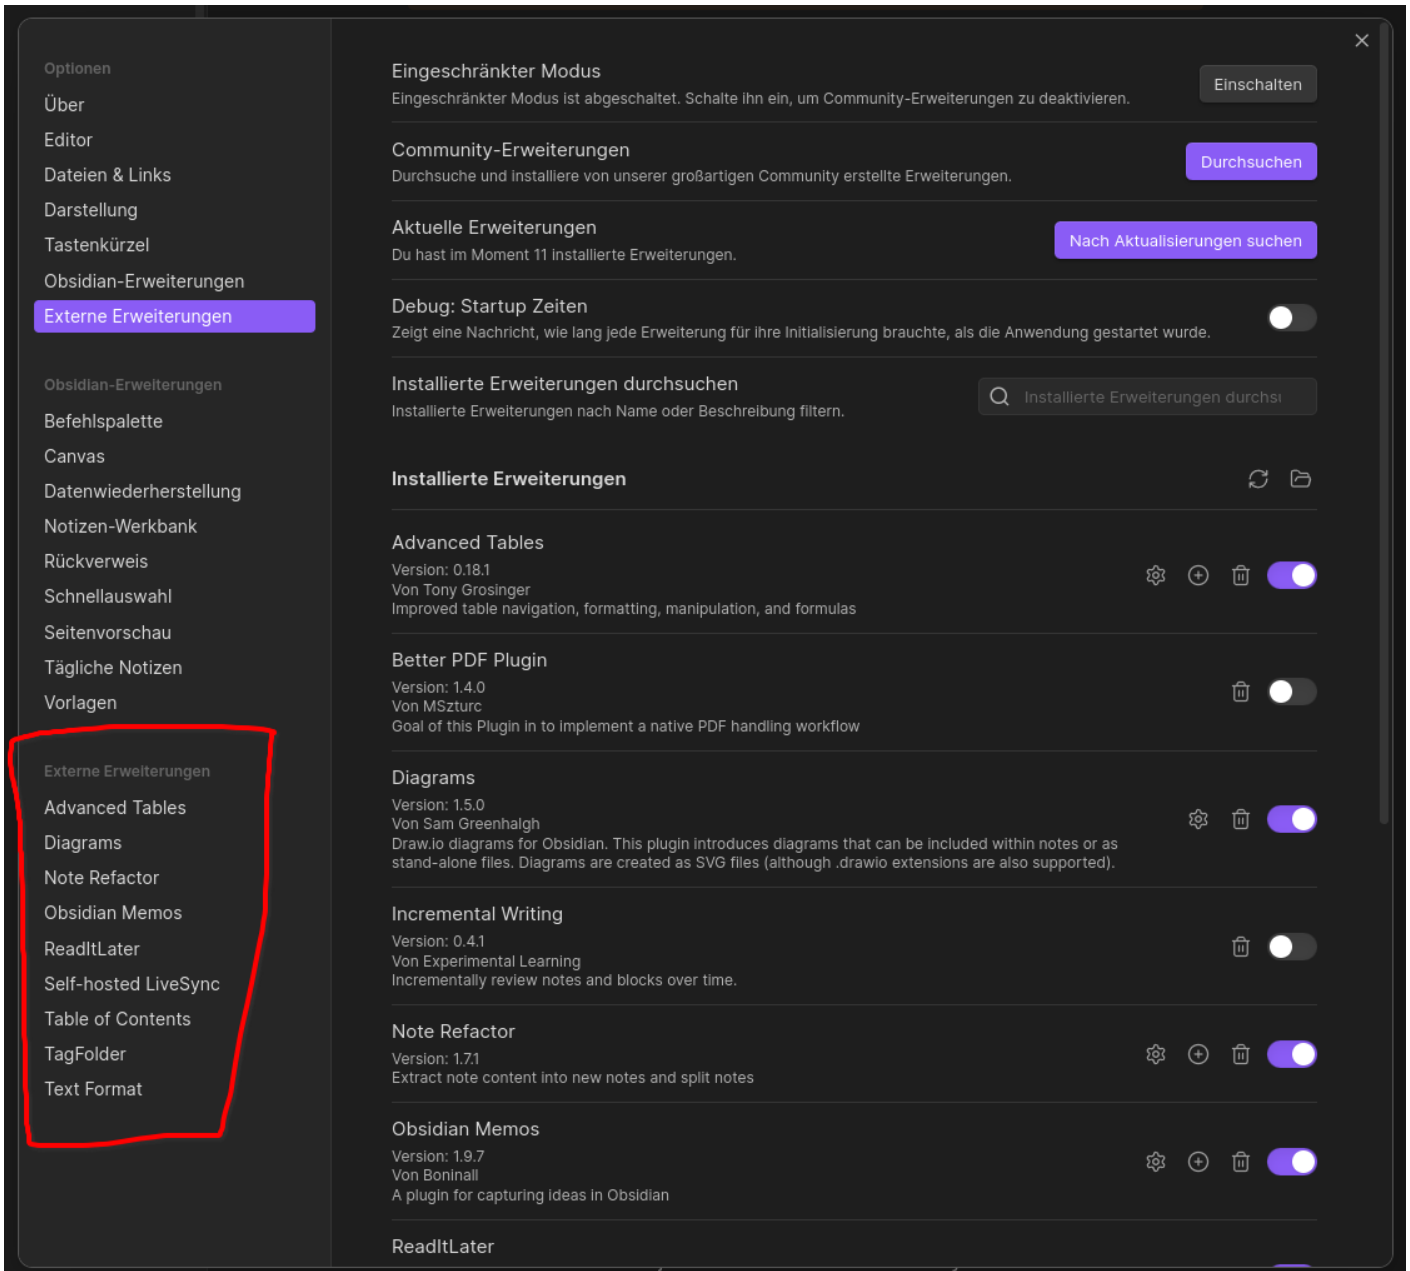 Optionen
Über
Editor
Dateien & Links
Darstellung
Tastenkürzel
Obsidian-Erweiterungen
Externe Erweiterungen
Obsidian-Erweiterungen
Befehlspalette
Canvas
Datenwiederherstellung
Notizen-Werkbank
Rückverweis
Schnellauswahl
Seitenvorschau
Tägliche Notizen
Vorlagen
Externe Erweiterungen
Advanced Tables
Diagrams
Note Refactor
Obsidian Memos
ReadItLater
Self-hosted LiveSync
Table of Contents
TagFolder
Text Format
Eingeschränkter Modus
Eingeschränkter Modus ist abgeschaltet. Schalte ihn ein, um Community-Erweiterungen zu deaktivieren.
Einschalten
Community-Erweiterungen
Durchsuche und installiere von unserer großartigen Community erstellte Erweiterungen.
Durchsuchen
Aktuelle Erweiterungen
Du hast im Moment 11 installierte Erweiterungen.
Nach Aktualisierungen suchen
Debug: Startup Zeiten
Zeigt eine Nachricht, wie lang jede Erweiterung für ihre Initialisierung brauchte, als die Anwendung gestartet wurde.
Installierte Erweiterungen durchsuchen
Installierte Erweiterungen nach Name oder Beschreibung filtern.
Installierte Erweiterungen durchsu
Installierte Erweiterungen
Advanced Tables
Version: 0.18.1
Von Tony Grosinger
Improved table navigation, formatting, manipulation, and formulas
Better PDF Plugin
Version: 1.4.0
Von MSzturc
Goal of this Plugin in to implement a native PDF handling workflow
Diagrams
Version: 1.5.0
Von Sam Greenhalgh
Draw.io diagrams for Obsidian. This plugin introduces diagrams that can be included within notes or as
stand-alone files. Diagrams are created as SVG files (although .drawio extensions are also supported).
Incremental Writing
Version: 0.4.1
Von Experimental Learning
Incrementally review notes and blocks over time.
Note Refactor
Version: 1.7.1
Extract note content into new notes and split notes
Obsidian Memos
Version: 1.9.7
Von Boninall
A plugin for capturing ideas in Obsidian
ReadItLater